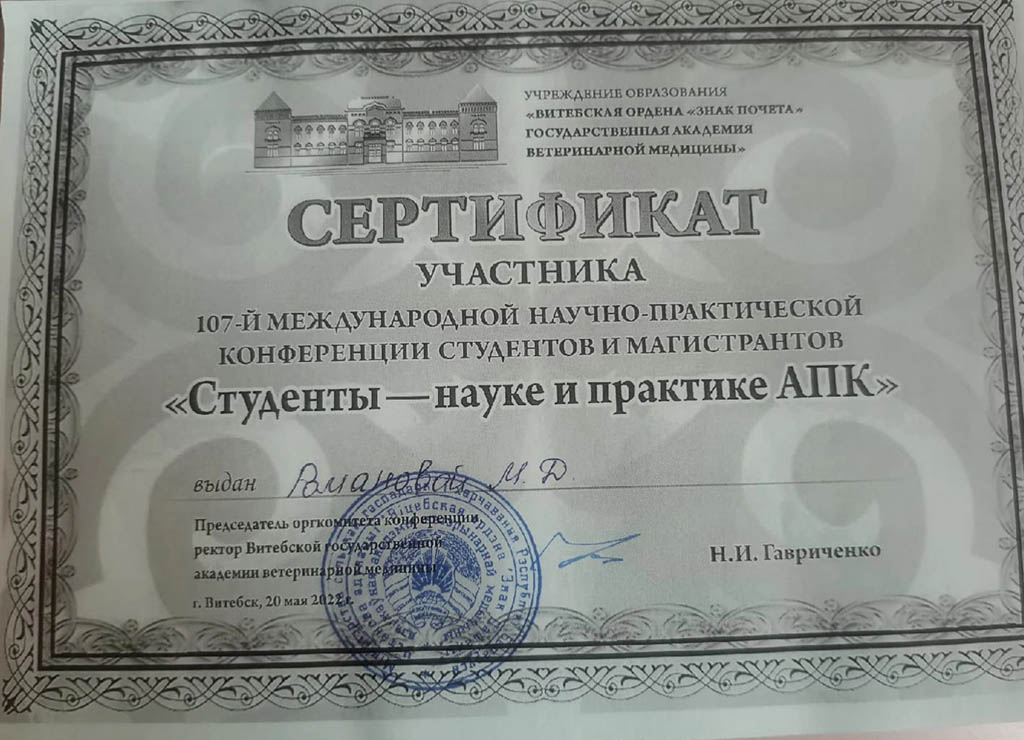 УЧРЕЖДЕНИЕ ОБРАЗОВАНИЯ
«ВИТЕБСКАЯ ОРДЕНА «ЗНАК ПОЧЕТА»
ГОСУДАРСТВЕННАЯ АКАДЕМИЯ
ВЕТЕРИНАРНОЙ МЕДИЦИНЫ»
СЕРТИФИКАТ
УЧАСТНИКА
107-Й МЕЖДУНАРОДНОЙ НАУЧНО-ПРАКТИЧЕСКОЙ
КОНФЕРЕНЦИИ СТУДЕНТОВ И МАГИСТРАНТОВ
«Студенты — науке и практике АПК»
выдан М. Д.
Председатель оргкомитета конференции,
ректор Витебской государственной
академии ветеринарной медицины
Н.И. Гавриченко
г. Витебск, 20 мая 2022 г.